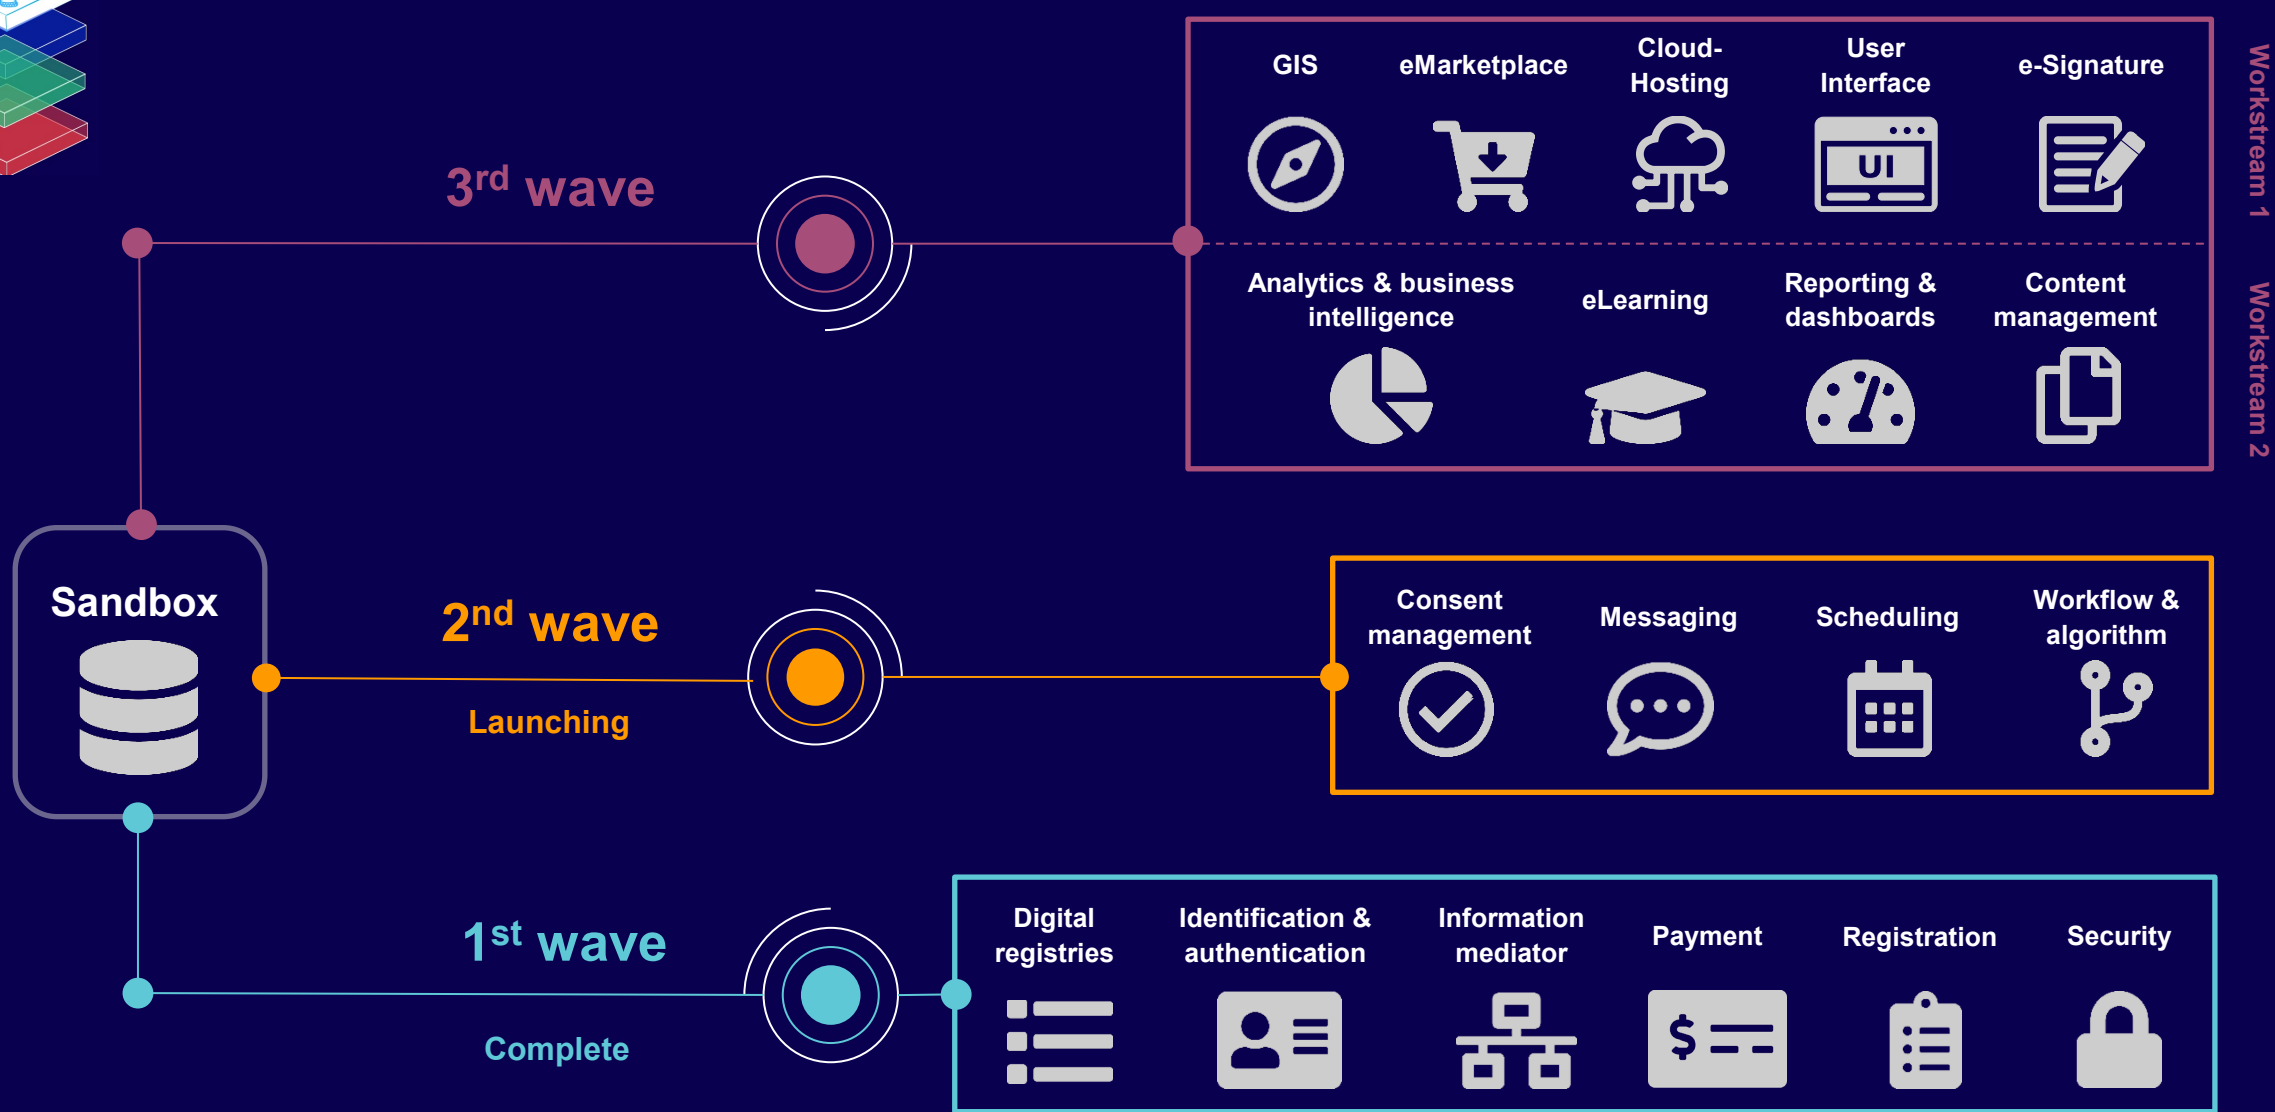 GIS
eMarketplace
Cloud-
Hosting
User
Interface
e-Signature
UI
Workstream 1
3rd wave
Analytics & business
intelligence
eLearning
Reporting &
dashboards
Content
management
Workstream 2
Sandbox
2nd wave
Launching
Consent
management
Messaging
Scheduling
Workflow &
algorithm
1st wave
Complete
Digital
registries
Identification &
authentication
Information
mediator
Payment
$
Registration
Security